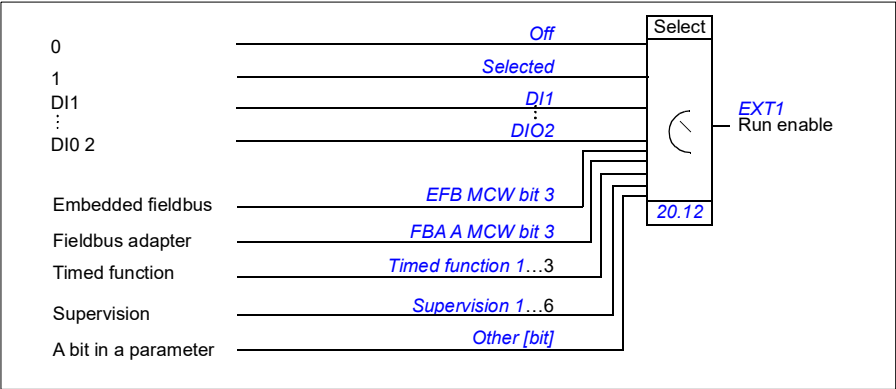 Select
0 Off
1 Selected
DI1 DI1
⋮ ⋮
DI0 2 DIO2
EXT1
Run enable
Embedded fieldbus EFB MCW bit 3
20.12
Fieldbus adapter FBA A MCW bit 3
Timed function Timed function 1…3
Supervision Supervision 1…6
A bit in a parameter Other [bit]